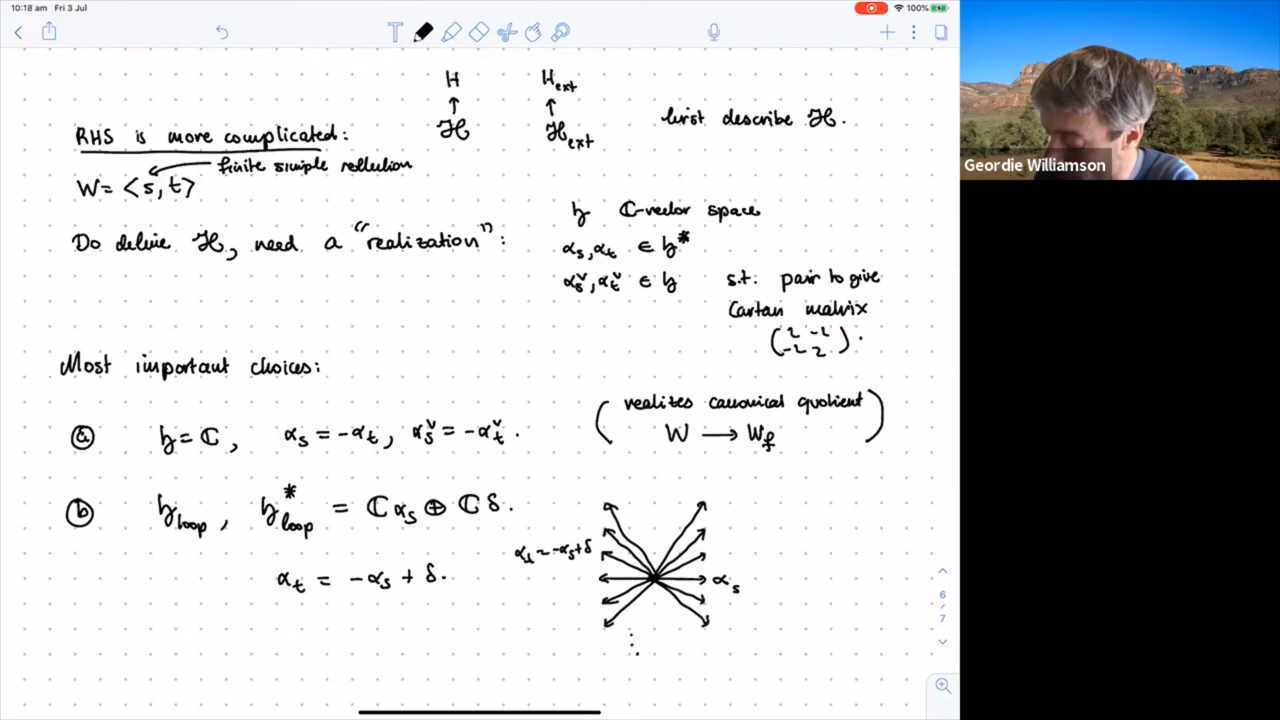 10:18 am Fri 3 Jul
100%
H H_ext
↑ ↑
ℋ ℋ_ext
First describe ℋ.
RHS is more complicated:
finite simple reflection
W = <s, t>
To define ℋ, need a "realization":
𝔥 ℂ-vector space
α_s, α_t ∈ 𝔥*
α_s^∨, α_t^∨ ∈ 𝔥 s.t. pair to give
Cartan matrix
(2 -2
-2 2).
Most important choices:
(realizes canonical quotient
W → W_f)
ⓐ 𝔥 = ℂ, α_s = -α_t, α_s^∨ = -α_t^∨.
ⓑ 𝔥_loop, 𝔥*_loop = ℂα_s ⊕ ℂδ.
α_t = -α_s + δ
α_t = -α_s + δ.
α_s
⋮
6
/
7
Geordie Williamson